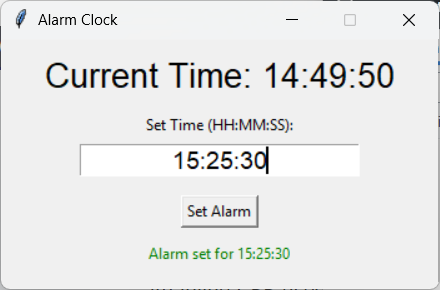 Alarm Clock
Current Time: 14:49:50
Set Time (HH:MM:SS):
15:25:30
Set Alarm
Alarm set for 15:25:30